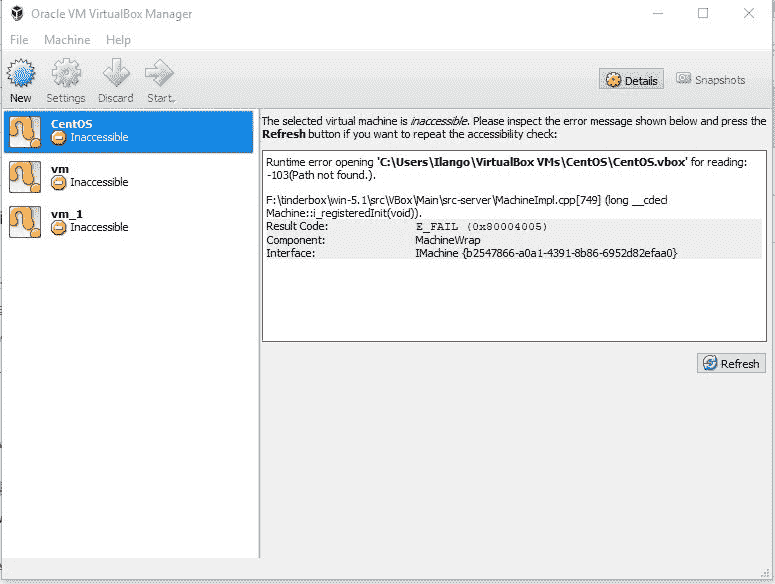 Oracle VM VirtualBox Manager
File Machine Help
New Settings Discard Start
Details Snapshots
CentOS
Inaccessible
vm
Inaccessible
vm_1
Inaccessible
The selected virtual machine is inaccessible. Please inspect the error message shown below and press the
Refresh button if you want to repeat the accessibility check:
Runtime error opening 'C:\Users\Ilango\VirtualBox VMs\CentOS\CentOS.vbox' for reading:
-103(Path not found.).
F:\tinderbox\win-5.1\src\VBox\Main\src-server\MachineImpl.cpp[749] (long __cdecl
Machine::i_registeredInit(void)).
Result Code: E_FAIL (0x80004005)
Component: MachineWrap
Interface: IMachine {b2547866-a0a1-4391-8b86-6952d82efaa0}
Refresh